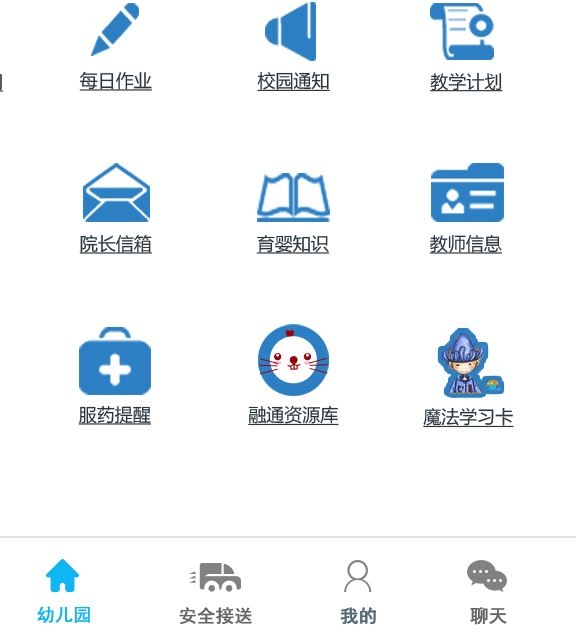 每日作业 校园通知 教学计划
院长信箱 育婴知识 教师信息
服药提醒 融通资源库 魔法学习卡
幼儿园 安全接送 我的 聊天